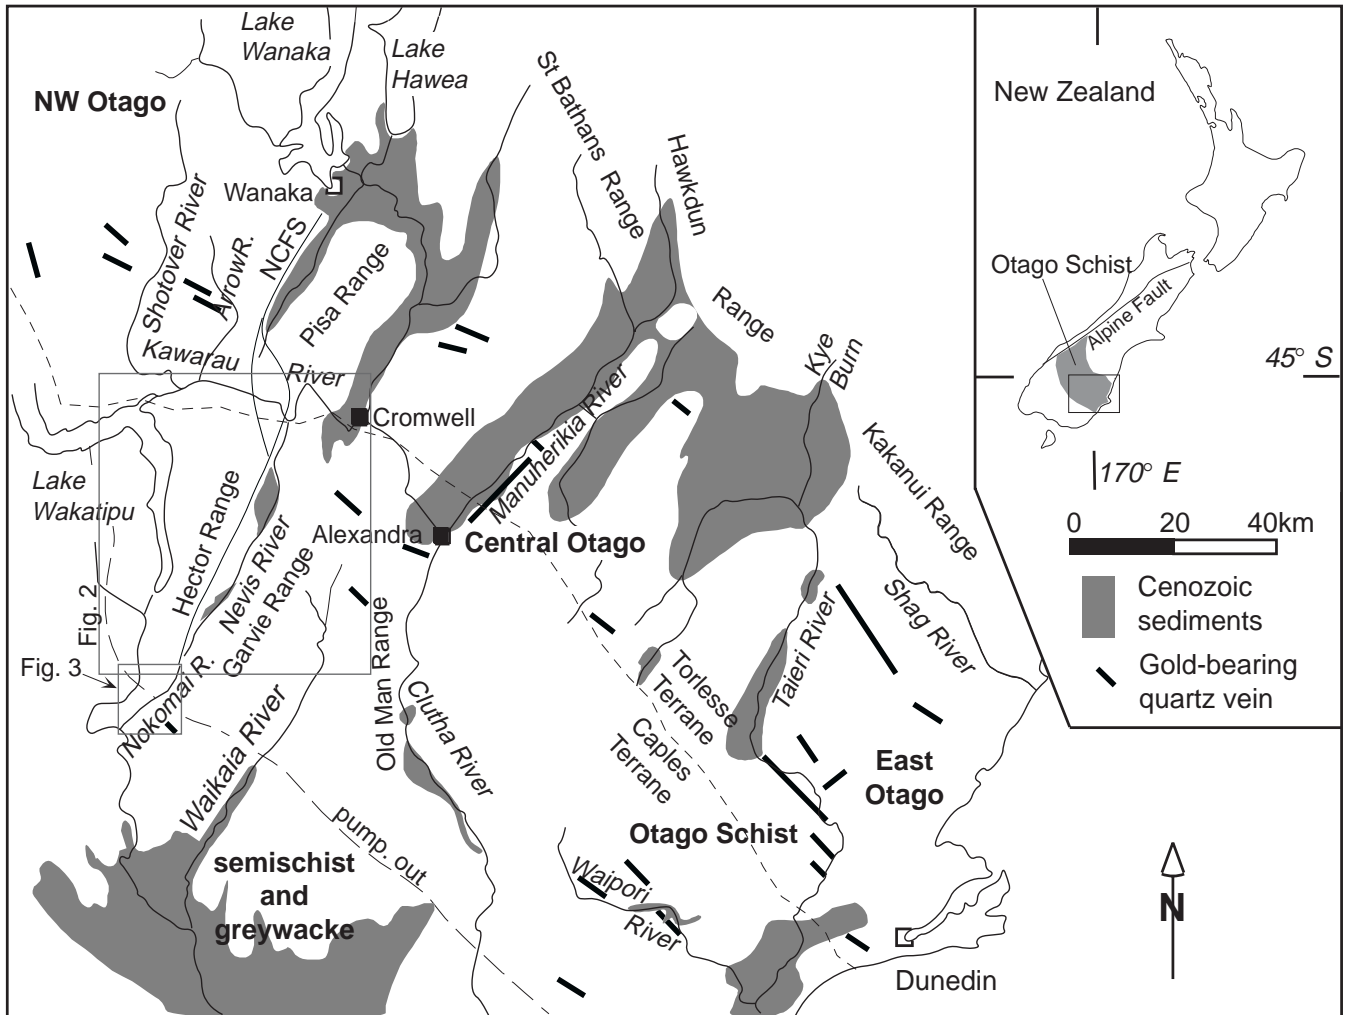 Lake
Wanaka
Lake
Hawea
NW Otago
St Bathans
Range
Hawkdun
Range
New Zealand
Wanaka
Shotover River
Arrow R.
NCFS
Pisa Range
Otago Schist
Alpine Fault
45° S
170° E
Kawarau
River
Cromwell
Kye
Burn
Manuherikia River
Kakanui Range
0 20 40km
Lake
Wakatipu
Hector Range
Nevis River
Garvie Range
Alexandra
Central Otago
Cenozoic
sediments
Gold-bearing
quartz vein
Fig. 2
Fig. 3
Nokomai R.
Old Man Range
Clutha River
Waikaia River
Taieri River
Shag River
Torlesse
Terrane
Caples
Terrane
East
Otago
Otago Schist
pump. out
semischist
and
greywacke
Waipori
River
Dunedin
N